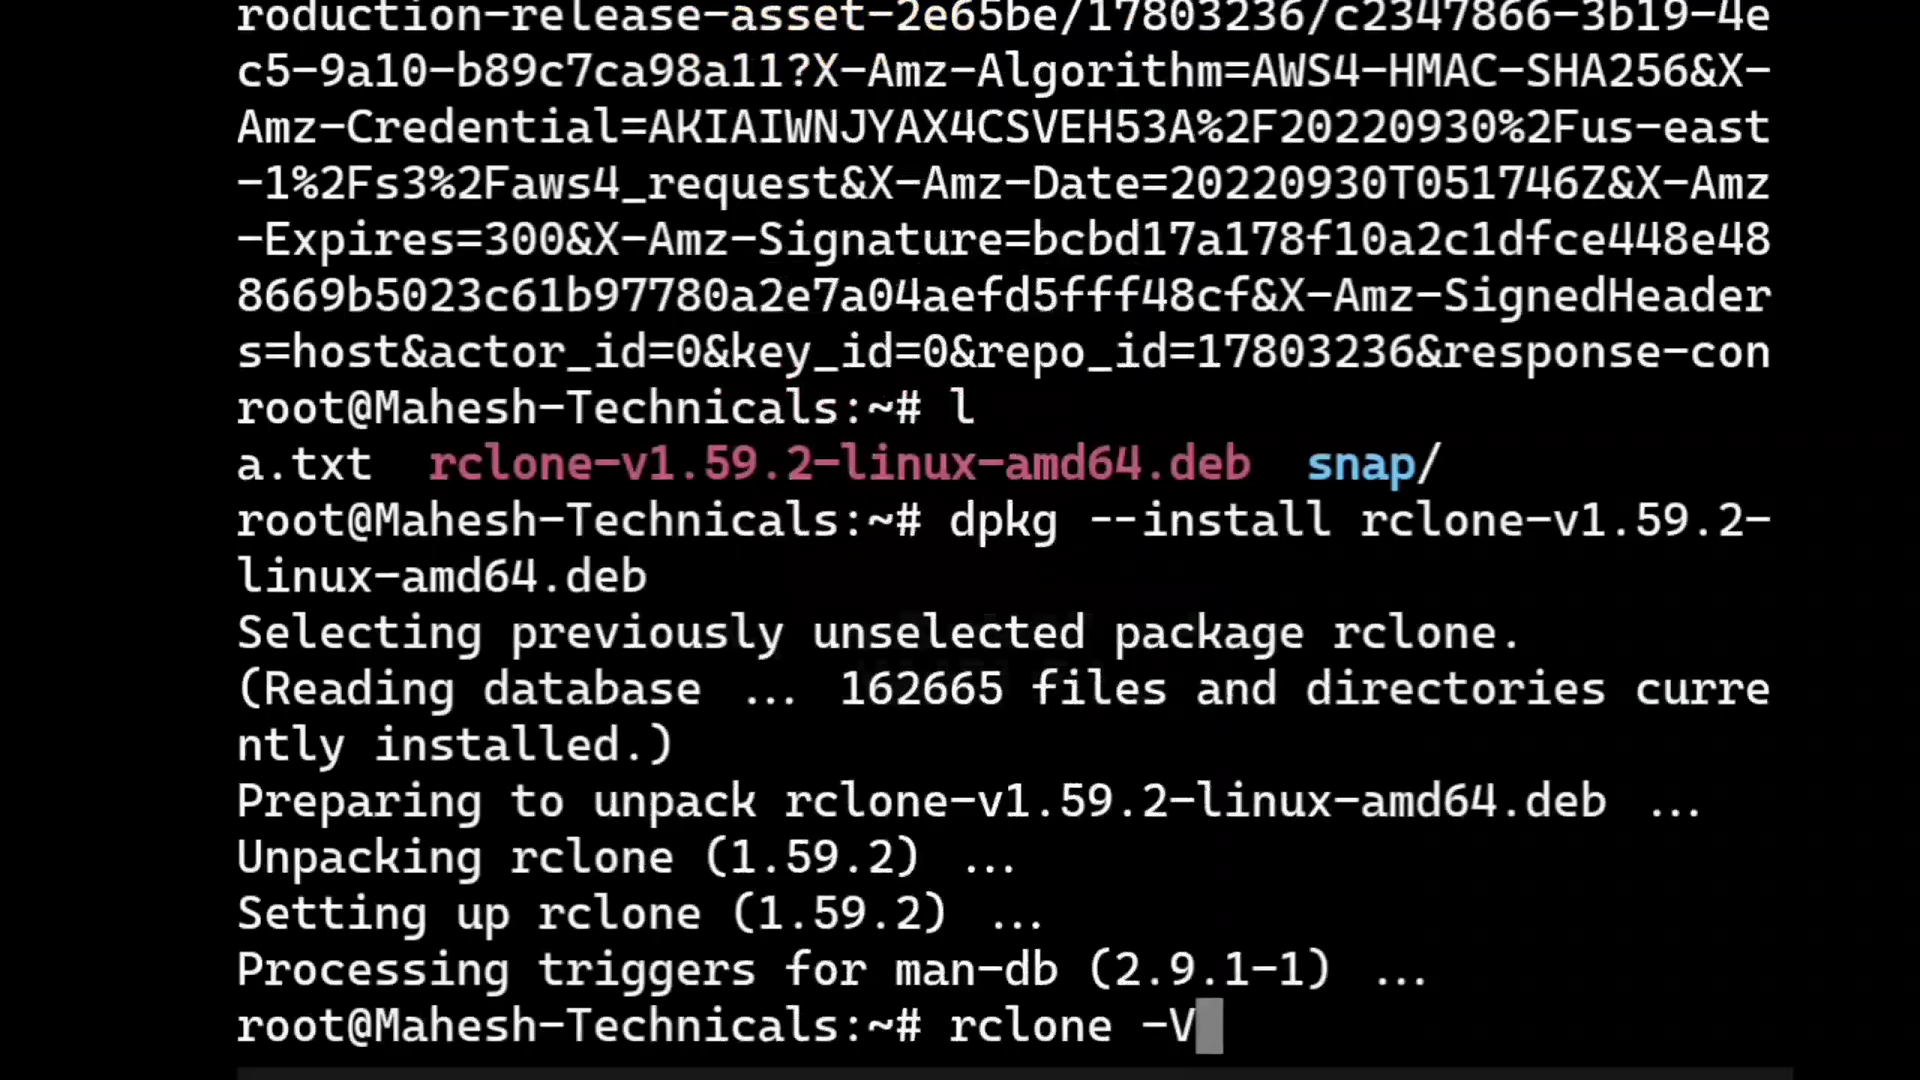 roduction-release-asset-2e65be/17803236/c2347866-3b19-4e
c5-9a10-b89c7ca98a11?X-Amz-Algorithm=AWS4-HMAC-SHA256&X-
Amz-Credential=AKIAIWNJYAX4CSVEH53A%2F20220930%2Fus-east
-1%2Fs3%2Faws4_request&X-Amz-Date=20220930T051746Z&X-Amz
-Expires=300&X-Amz-Signature=bcbd17a178f10a2c1dfce448e48
8669b5023c61b97780a2e7a04aefd5fff48cf&X-Amz-SignedHeader
s=host&actor_id=0&key_id=0&repo_id=17803236&response-con
root@Mahesh-Technicals:~# l
a.txt  rclone-v1.59.2-linux-amd64.deb  snap/
root@Mahesh-Technicals:~# dpkg --install rclone-v1.59.2-
linux-amd64.deb
Selecting previously unselected package rclone.
(Reading database ... 162665 files and directories curre
ntly installed.)
Preparing to unpack rclone-v1.59.2-linux-amd64.deb ...
Unpacking rclone (1.59.2) ...
Setting up rclone (1.59.2) ...
Processing triggers for man-db (2.9.1-1) ...
root@Mahesh-Technicals:~# rclone -V